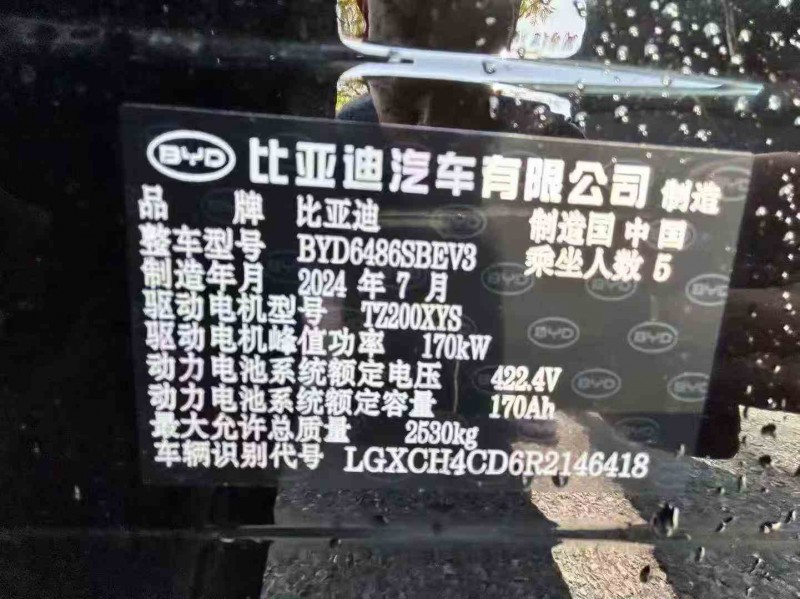 BYD 比亚迪汽车有限公司 制造
品 牌 比亚迪 制造国 中国
整车型号 BYD6486SBEV3 乘坐人数 5
制造年月 2024 年 7 月
驱动电机型号 TZ200XYS
驱动电机峰值功率 170kW
动力电池系统额定电压 422.4V
动力电池系统额定容量 170Ah
最大允许总质量 2530kg
车辆识别代号 LGXCH4CD6R2146418